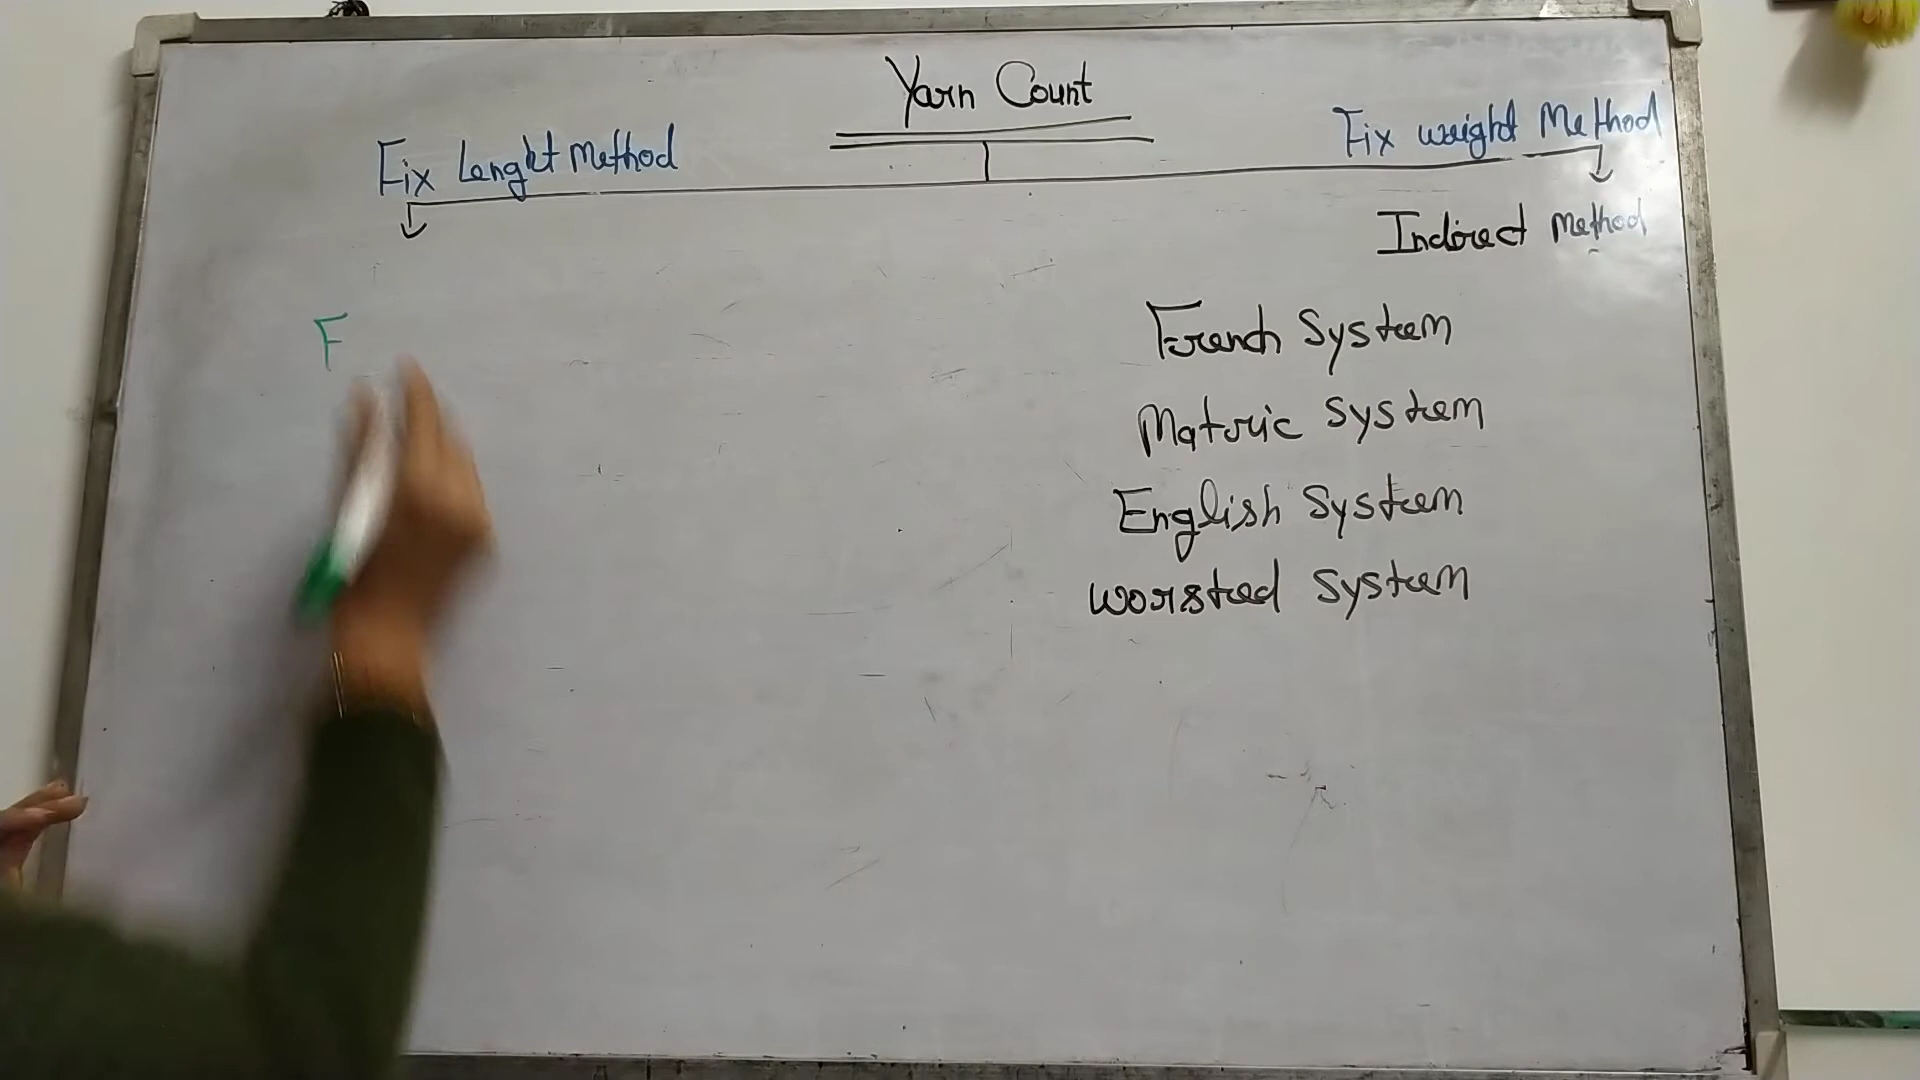 Yarn Count
Fix Lenght Method
Fix weight Method
Indirect Method
F
French System
Matric System
English System
worsted System